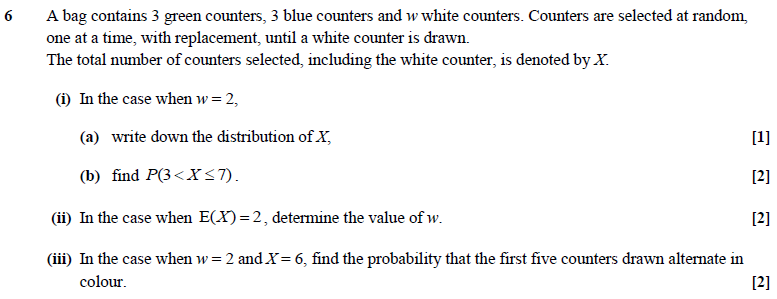 6 A bag contains 3 green counters, 3 blue counters and w white counters. Counters are selected at random,
one at a time, with replacement, until a white counter is drawn.
The total number of counters selected, including the white counter, is denoted by X.
(i) In the case when w = 2,
(a) write down the distribution of X, [1]
(b) find P(3 < X ≤ 7). [2]
(ii) In the case when E(X) = 2, determine the value of w. [2]
(iii) In the case when w = 2 and X = 6, find the probability that the first five counters drawn alternate in
colour. [2]